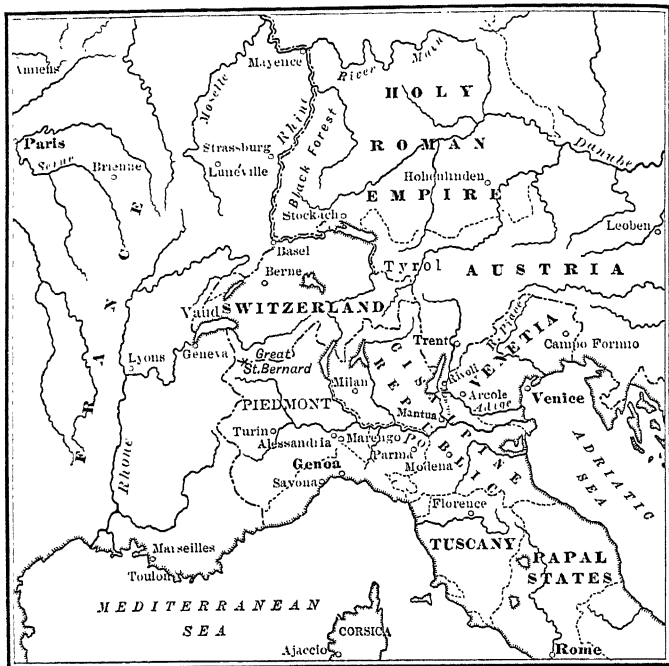 Amiens
Mayence
River Main
Moselle
HOLY
Paris
Seine
Brienne
Strassburg
Luneville
Rhine
Black Forest
ROMAN
Danube
Hohenlinden
EMPIRE
Stockach
Leoben
Basel
Berne
Tyrol
AUSTRIA
FRANCE
Vaud
SWITZERLAND
Trent
R. Piave
VENETIA
Campo Formio
Lyons
Geneva
Great
St. Bernard
CISALPINE
REPUBLIC
Rivoli
Milan
Arcole
Adige
Venice
PIEDMONT
Mantua
Turin
Alessandria
Marengo
Po
Parma
Modena
Genoa
Savona
ADRIATIC
SEA
Rhone
Florence
Marseilles
Toulon
TUSCANY
PAPAL
STATES
MEDITERRANEAN
SEA
CORSICA
Ajaccio
Rome